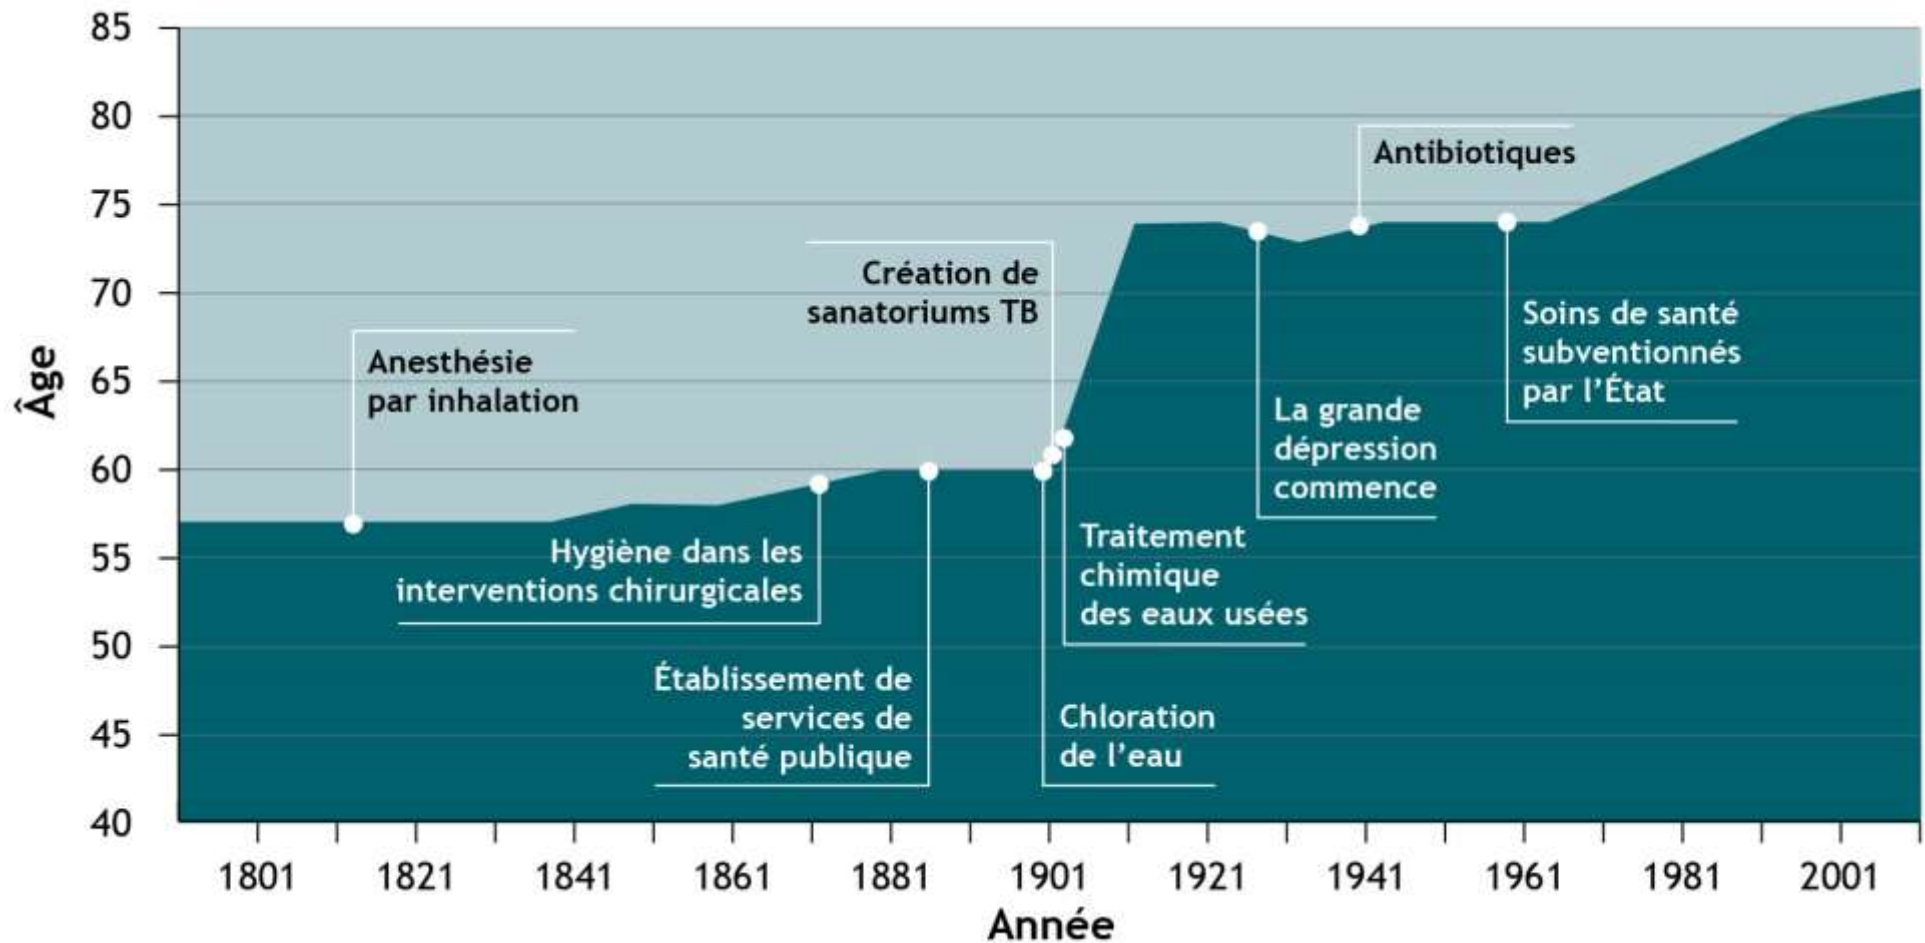 85
80
75
70
65
60
55
50
45
40
Âge
Anesthésie
par inhalation
Hygiène dans les
interventions chirurgicales
Établissement de
services de
santé publique
Création de
sanatoriums TB
Chloration
de l’eau
Traitement
chimique
des eaux usées
La grande
dépression
commence
Antibiotiques
Soins de santé
subventionnés
par l’État
1801 1821 1841 1861 1881 1901 1921 1941 1961 1981 2001
Année